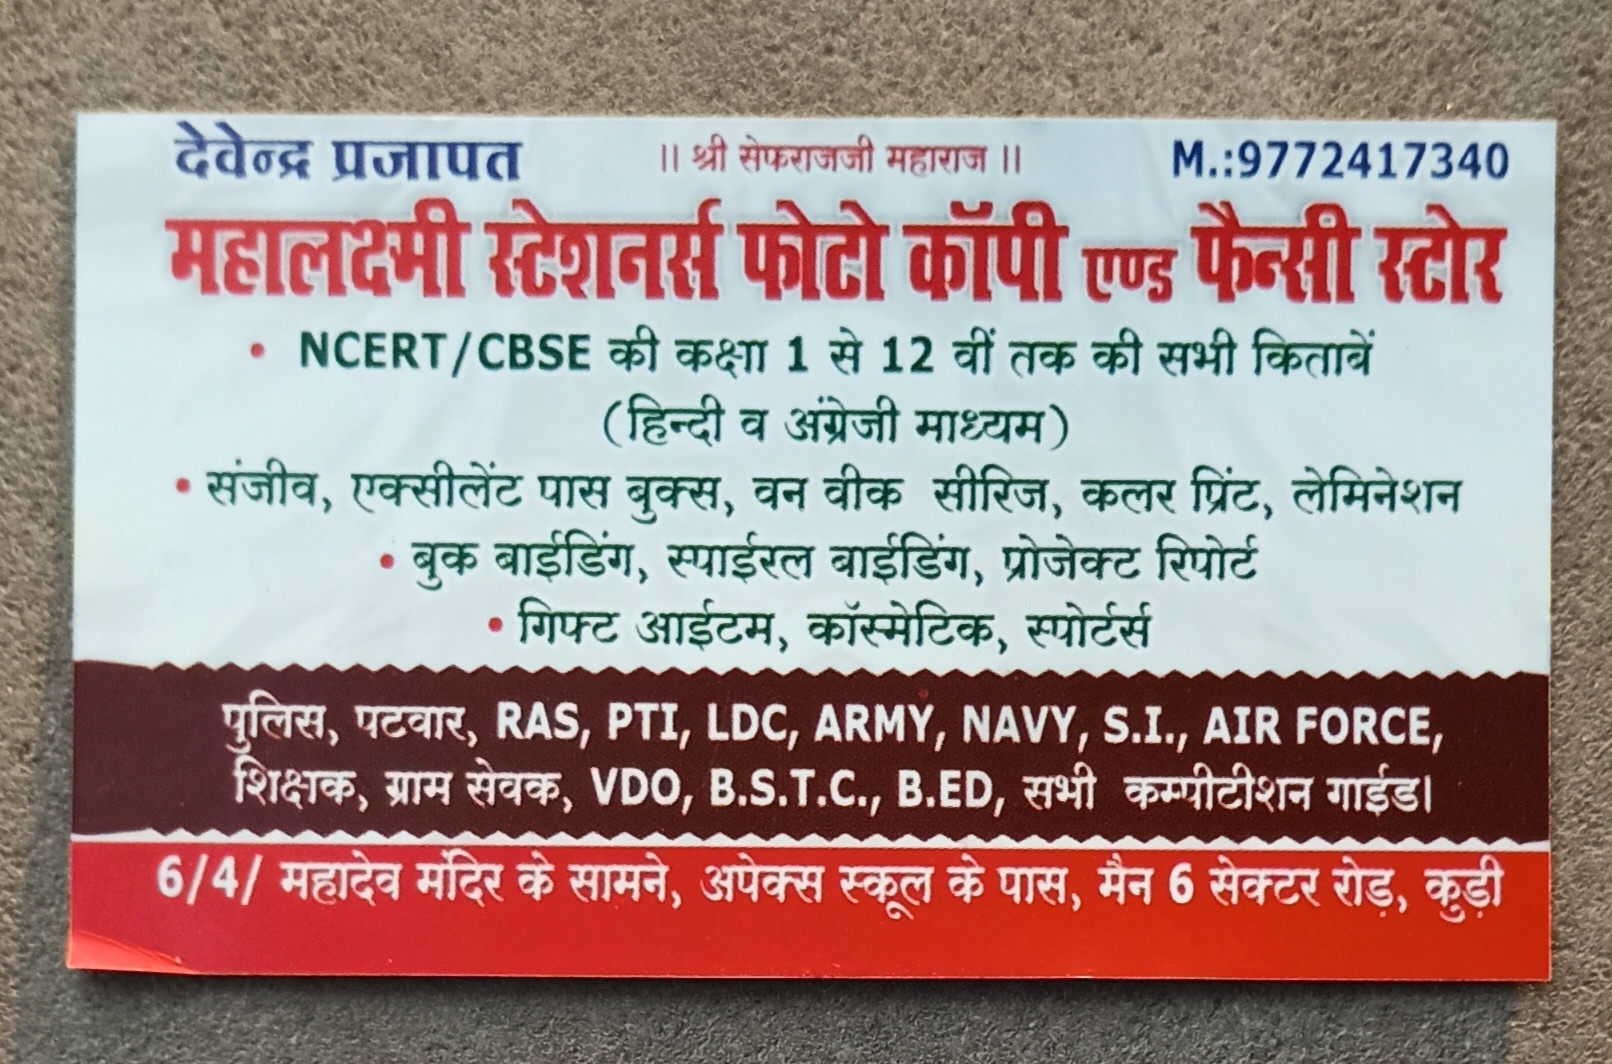 देवेन्द्र प्रजापत
|| श्री सेफराजजी महाराज ||
M.:9772417340
महालक्ष्मी स्टेशनर्स फोटो कॉपी एण्ड फैन्सी स्टोर
• NCERT/CBSE की कक्षा 1 से 12 वीं तक की सभी किताबें
(हिन्दी व अंग्रेजी माध्यम)
• संजीव, एक्सीलेंट पास बुक्स, वन वीक सीरिज, कलर प्रिंट, लेमिनेशन
• बुक बाईडिंग, स्पाईरल बाईडिंग, प्रोजेक्ट रिपोर्ट
• गिफ्ट आईटम, कॉस्मेटिक, स्पोर्टर्स
पुलिस, पटवार, RAS, PTI, LDC, ARMY, NAVY, S.I., AIR FORCE,
शिक्षक, ग्राम सेवक, VDO, B.S.T.C., B.ED, सभी कम्पीटीशन गाईड।
6/4/ महादेव मंदिर के सामने, अपेक्स स्कूल के पास, मैन 6 सेक्टर रोड़, कुड़ी